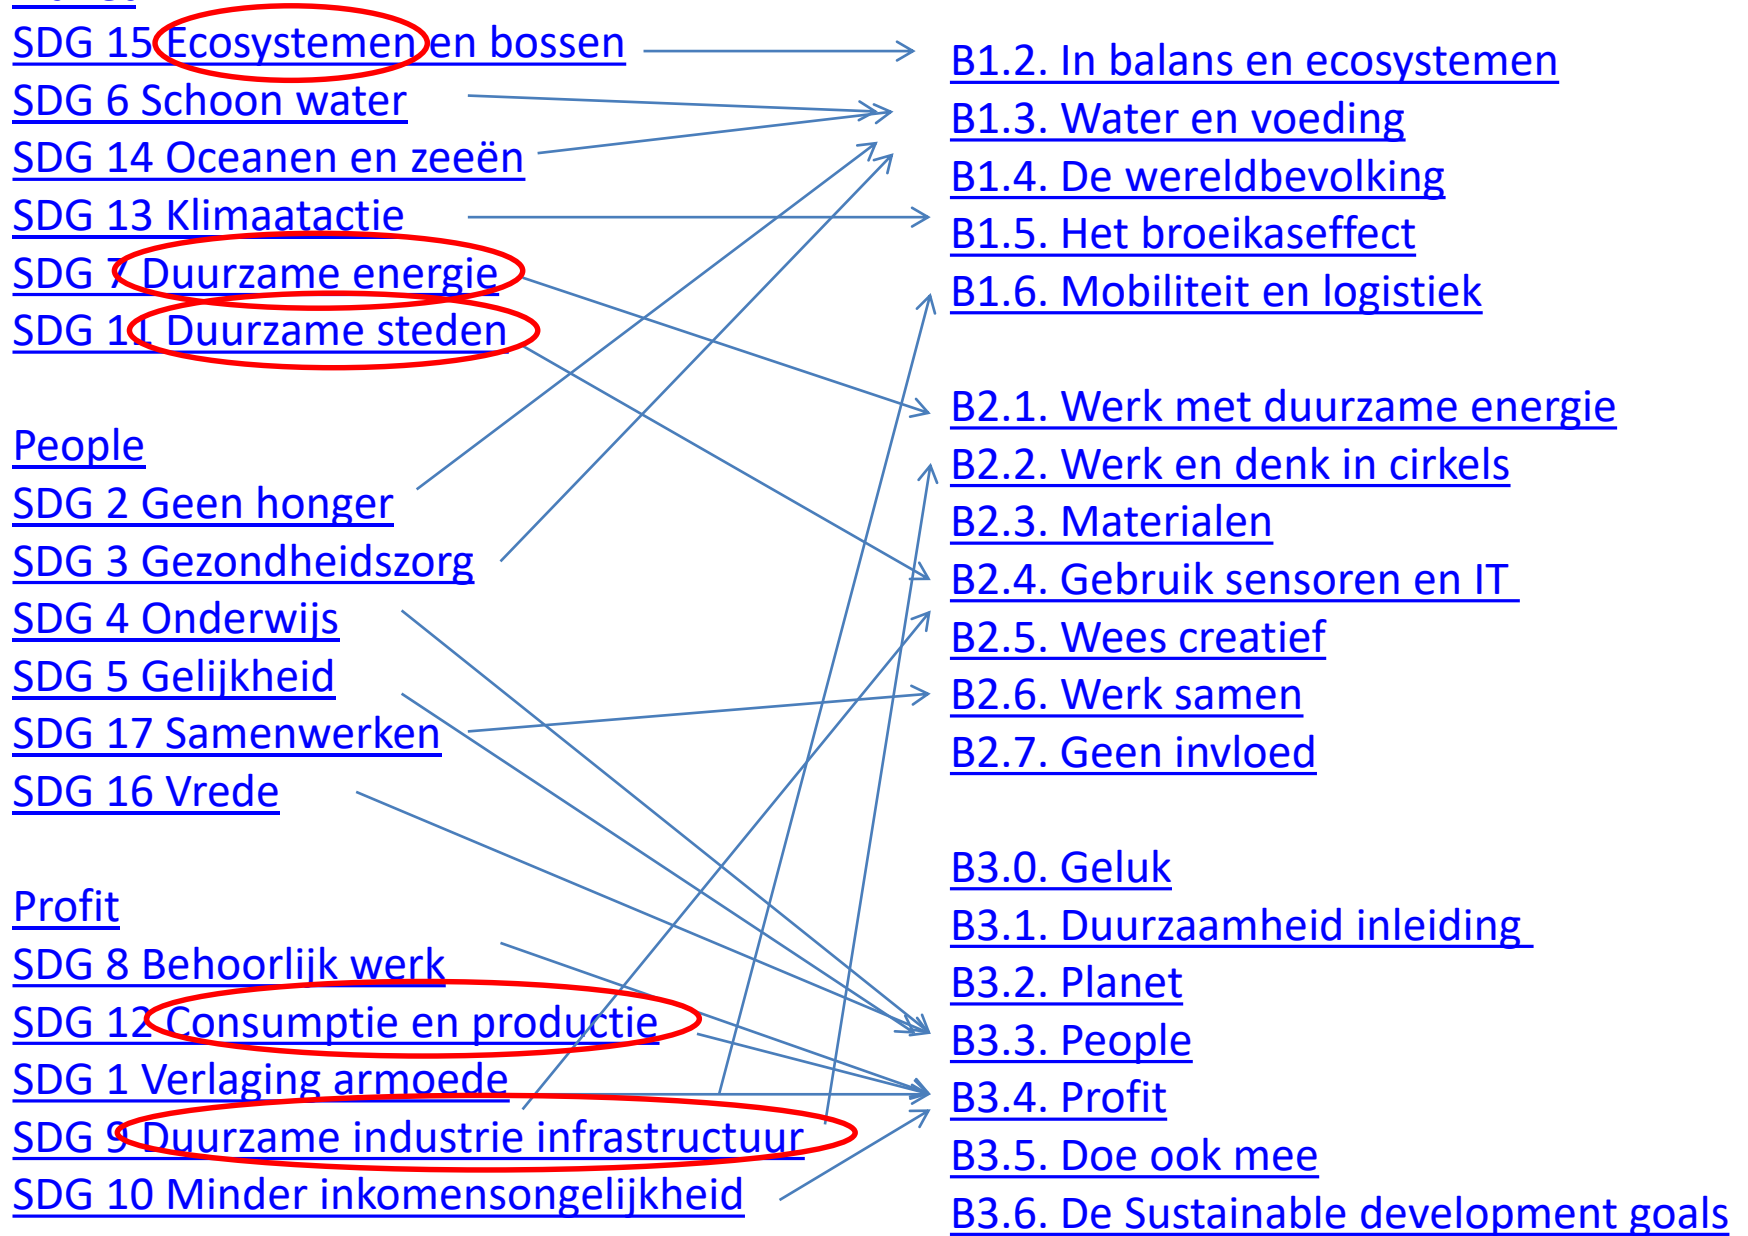 SDG 15 Ecosystemen en bossen
SDG 6 Schoon water
SDG 14 Oceanen en zeeën
SDG 13 Klimaatactie
SDG 7 Duurzame energie
SDG 11 Duurzame steden
People
SDG 2 Geen honger
SDG 3 Gezondheidszorg
SDG 4 Onderwijs
SDG 5 Gelijkheid
SDG 17 Samenwerken
SDG 16 Vrede
Profit
SDG 8 Behoorlijk werk
SDG 12 Consumptie en productie
SDG 1 Verlaging armoede
SDG 9 Duurzame industrie infrastructuur
SDG 10 Minder inkomensongelijkheid
B1.2. In balans en ecosystemen
B1.3. Water en voeding
B1.4. De wereldbevolking
B1.5. Het broeikaseffect
B1.6. Mobiliteit en logistiek
B2.1. Werk met duurzame energie
B2.2. Werk en denk in cirkels
B2.3. Materialen
B2.4. Gebruik sensoren en IT
B2.5. Wees creatief
B2.6. Werk samen
B2.7. Geen invloed
B3.0. Geluk
B3.1. Duurzaamheid inleiding
B3.2. Planet
B3.3. People
B3.4. Profit
B3.5. Doe ook mee
B3.6. De Sustainable development goals